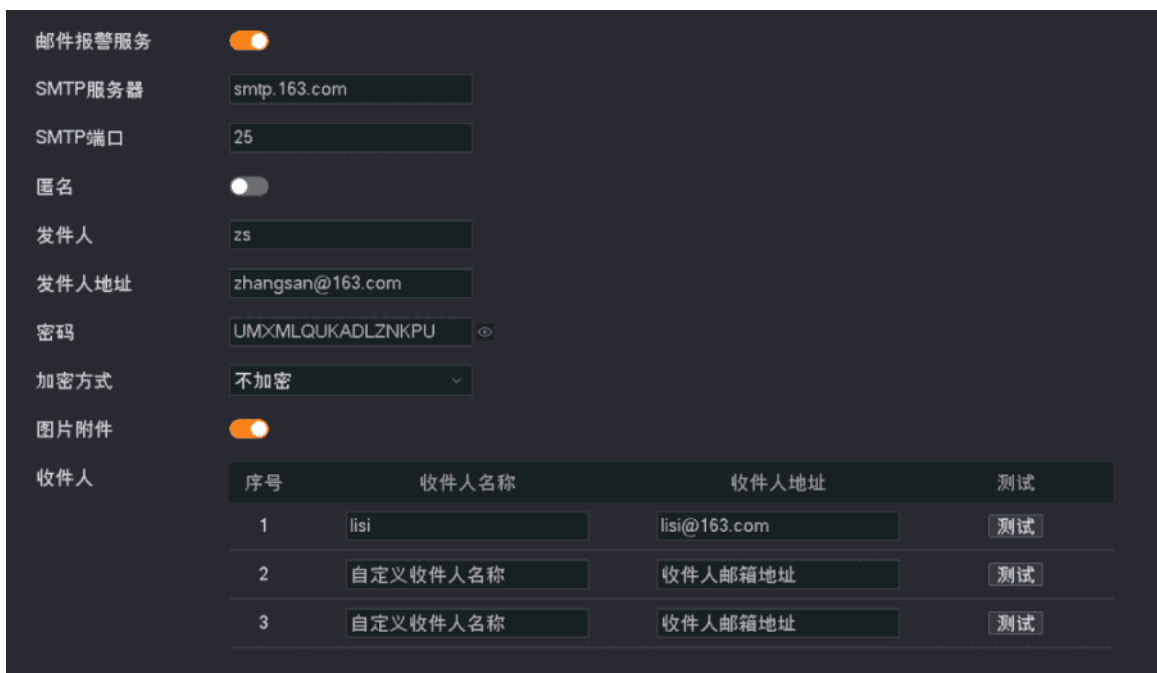 邮件报警服务
SMTP服务器 smtp.163.com
SMTP端口 25
匿名
发件人 zs
发件人地址 zhangsan@163.com
密码 UMXMLQUKADLZNKPU
加密方式 不加密
图片附件
收件人 序号 收件人名称 收件人地址 测试
1 lisi lisi@163.com 测试
2 自定义收件人名称 收件人邮箱地址 测试
3 自定义收件人名称 收件人邮箱地址 测试